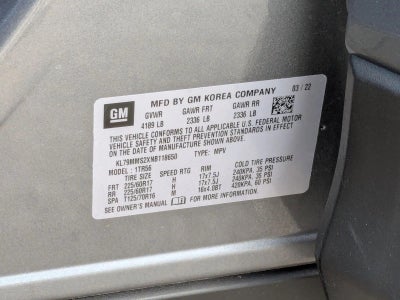 GM
MFD BY GM KOREA COMPANY 03/22
GVWR GAWR FRT GAWR RR
4189 LB 2336 LB 2336 LB
THIS VEHICLE CONFORMS TO ALL APPLICABLE U.S. FEDERAL MOTOR
VEHICLE SAFETY AND THEFT PREVENTION STANDARDS IN EFFECT
ON THE DATE OF MANUFACTURE SHOWN ABOVE.
KL79MMS2XNB118650 TYPE: MPV
MODEL: 1TR56
TIRE SIZE SPEED RTG RIM COLD TIRE PRESSURE
FRT 225/60R17 H 17x7.5J 240KPA, 35 PSI
RR 225/60R17 H 17x7.5J 240KPA, 35 PSI
SPA T125/70R16 M 16x4.0BT 420KPA, 60 PSI
SEE OWNER'S MANUAL FOR MORE INFORMATION.